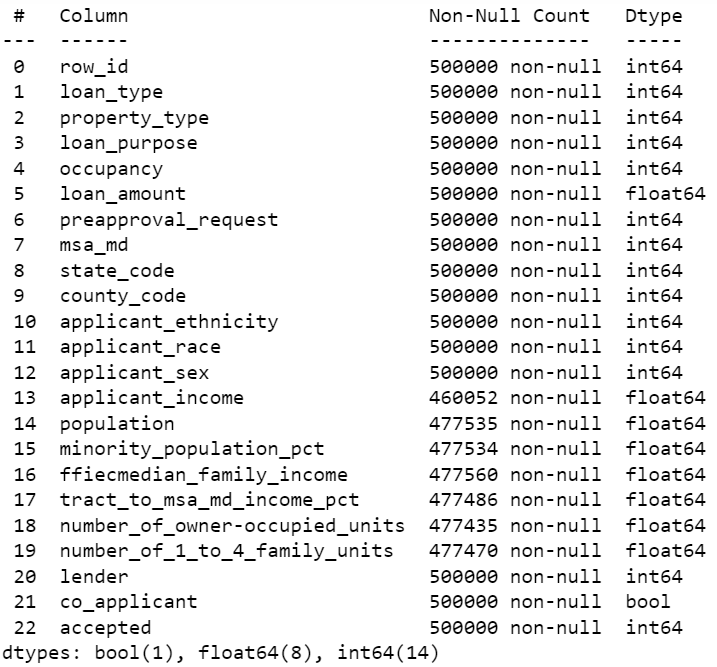 #   Column                          Non-Null Count   Dtype
---  ------                          --------------   -----
0   row_id                          500000 non-null  int64
1   loan_type                       500000 non-null  int64
2   property_type                   500000 non-null  int64
3   loan_purpose                    500000 non-null  int64
4   occupancy                       500000 non-null  int64
5   loan_amount                     500000 non-null  float64
6   preapproval_request             500000 non-null  int64
7   msa_md                          500000 non-null  int64
8   state_code                      500000 non-null  int64
9   county_code                     500000 non-null  int64
10  applicant_ethnicity             500000 non-null  int64
11  applicant_race                  500000 non-null  int64
12  applicant_sex                   500000 non-null  int64
13  applicant_income                460052 non-null  float64
14  population                      477535 non-null  float64
15  minority_population_pct         477534 non-null  float64
16  ffiecmedian_family_income       477560 non-null  float64
17  tract_to_msa_md_income_pct      477486 non-null  float64
18  number_of_owner-occupied_units  477435 non-null  float64
19  number_of_1_to_4_family_units   477470 non-null  float64
20  lender                          500000 non-null  int64
21  co_applicant                    500000 non-null  bool
22  accepted                        500000 non-null  int64
dtypes: bool(1), float64(8), int64(14)